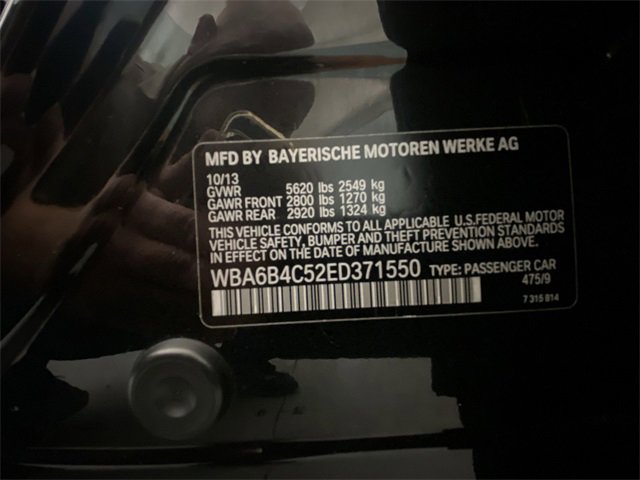 MFD BY BAYERISCHE MOTOREN WERKE AG
10/13
GVWR 5620 lbs 2549 kg
GAWR FRONT 2800 lbs 1270 kg
GAWR REAR 2920 lbs 1324 kg
THIS VEHICLE CONFORMS TO ALL APPLICABLE U.S.FEDERAL MOTOR
VEHICLE SAFETY, BUMPER AND THEFT PREVENTION STANDARDS
IN EFFECT ON THE DATE OF MANUFACTURE SHOWN ABOVE.
WBA6B4C52ED371550 TYPE: PASSENGER CAR
475/9
7 315 814